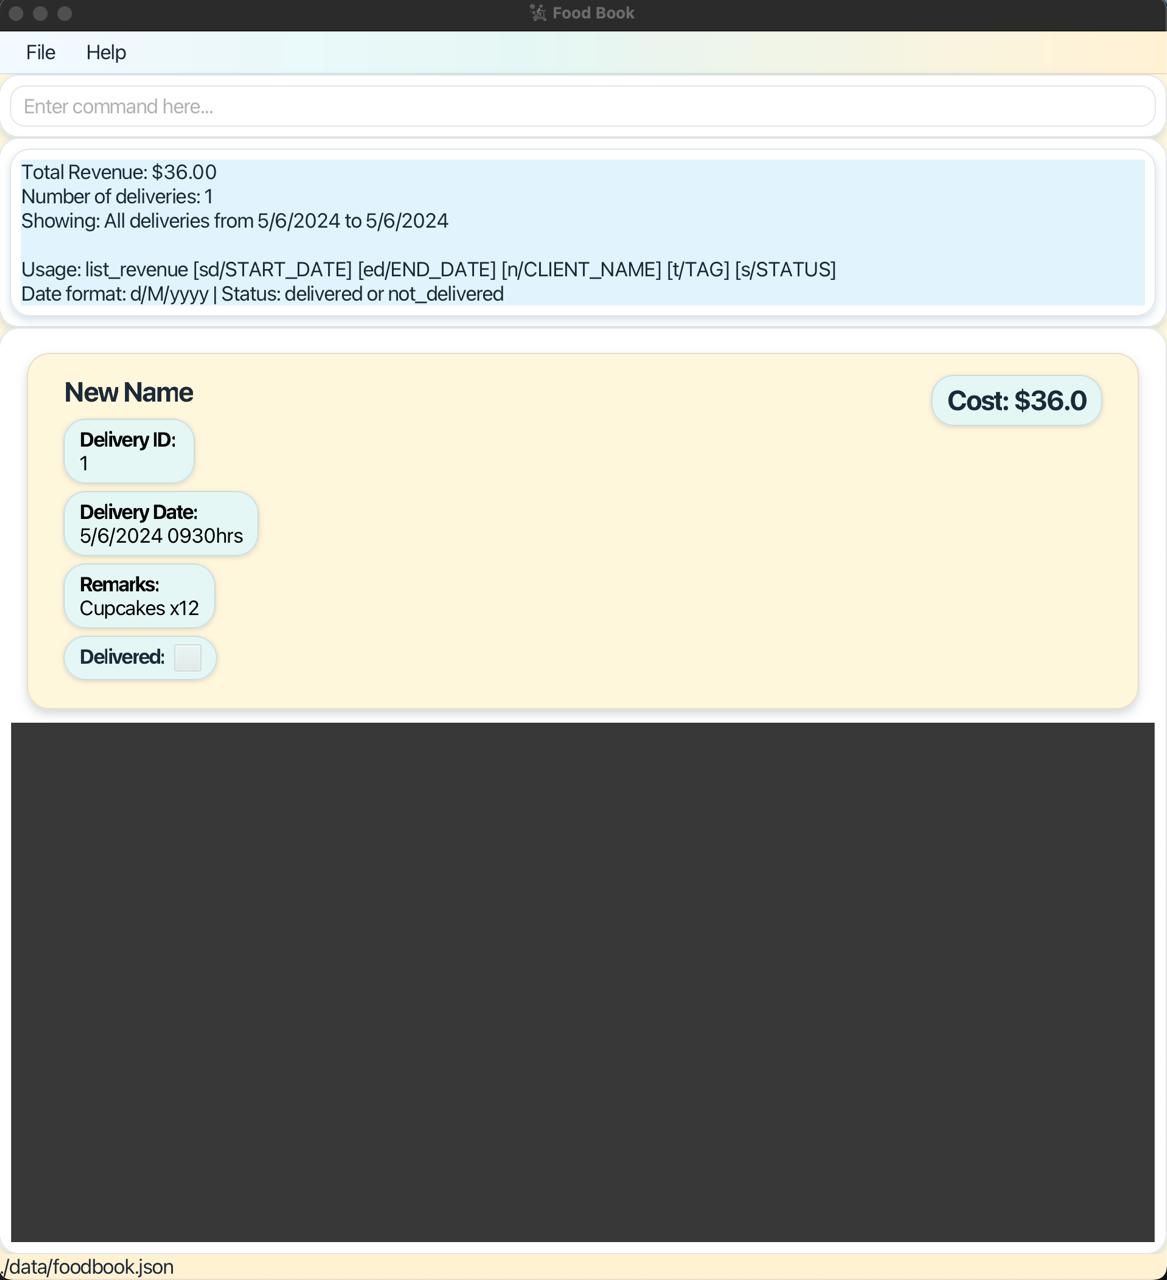 Food Book
File Help
Enter command here...
Total Revenue: $36.00
Number of deliveries: 1
Showing: All deliveries from 5/6/2024 to 5/6/2024
Usage: list_revenue [sd/START_DATE] [ed/END_DATE] [n/CLIENT_NAME] [t/TAG] [s/STATUS]
Date format: d/M/yyyy | Status: delivered or not_delivered
New Name
Cost: $36.0
Delivery ID:
1
Delivery Date:
5/6/2024 0930hrs
Remarks:
Cupcakes x12
Delivered:
./data/foodbook.json